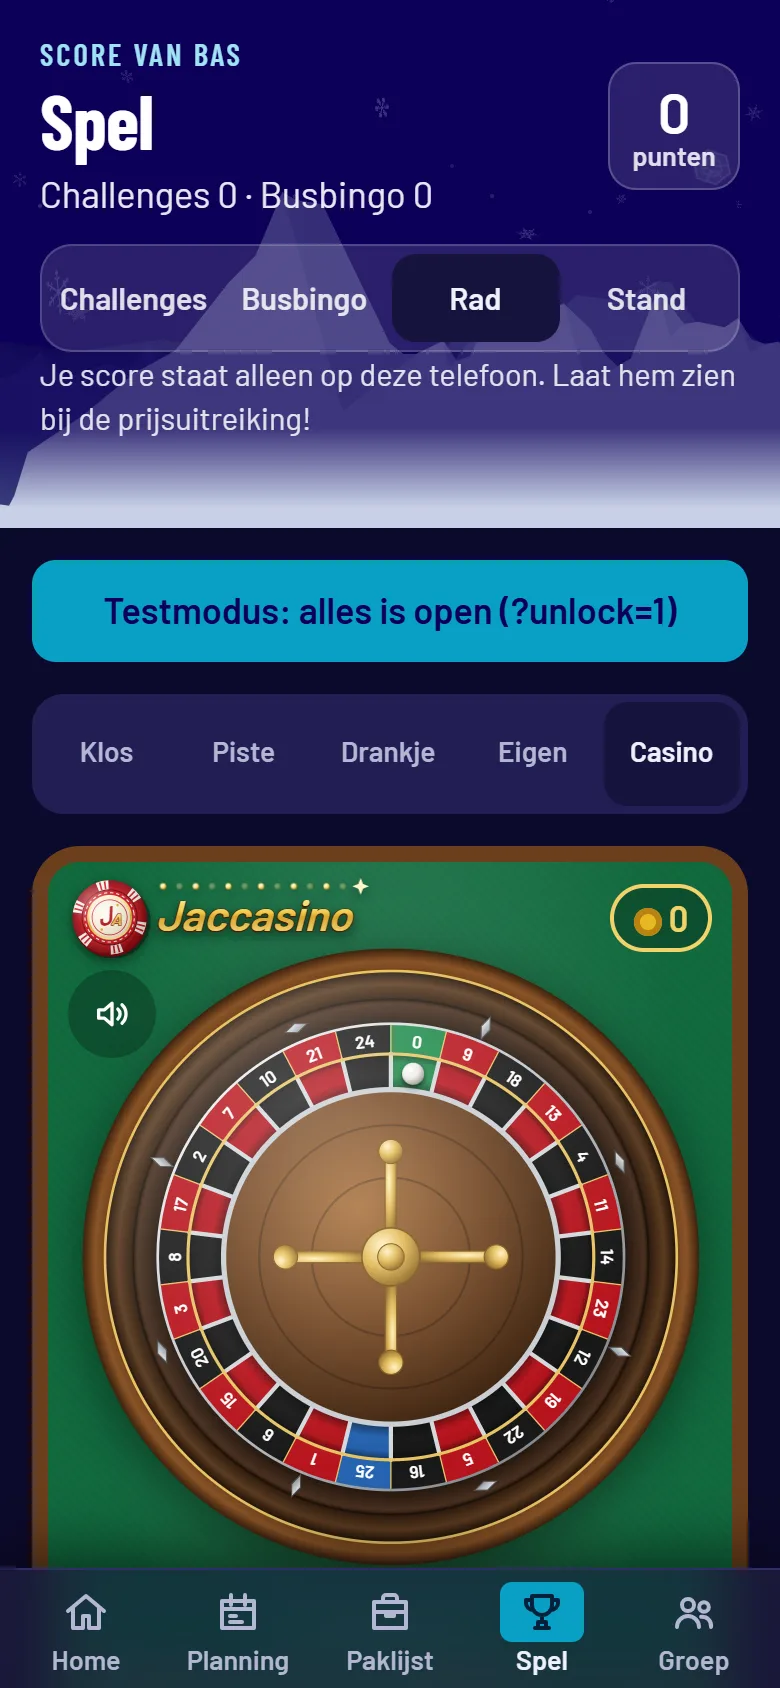 SCORE VAN BAS
Spel
0
punten
Challenges 0 · Busbingo 0
Challenges Busbingo Rad Stand
Je score staat alleen op deze telefoon. Laat hem zien
bij de prijsuitreiking!
Testmodus: alles is open (?unlock=1)
Klos Piste Drankje Eigen Casino
JA Jaccasino 0
0 9 18 13 4 11 14 23 12 19 22 5 16 25 1 6 15 20 3 8 17 2 7 10 21 24
Home Planning Paklijst Spel Groep